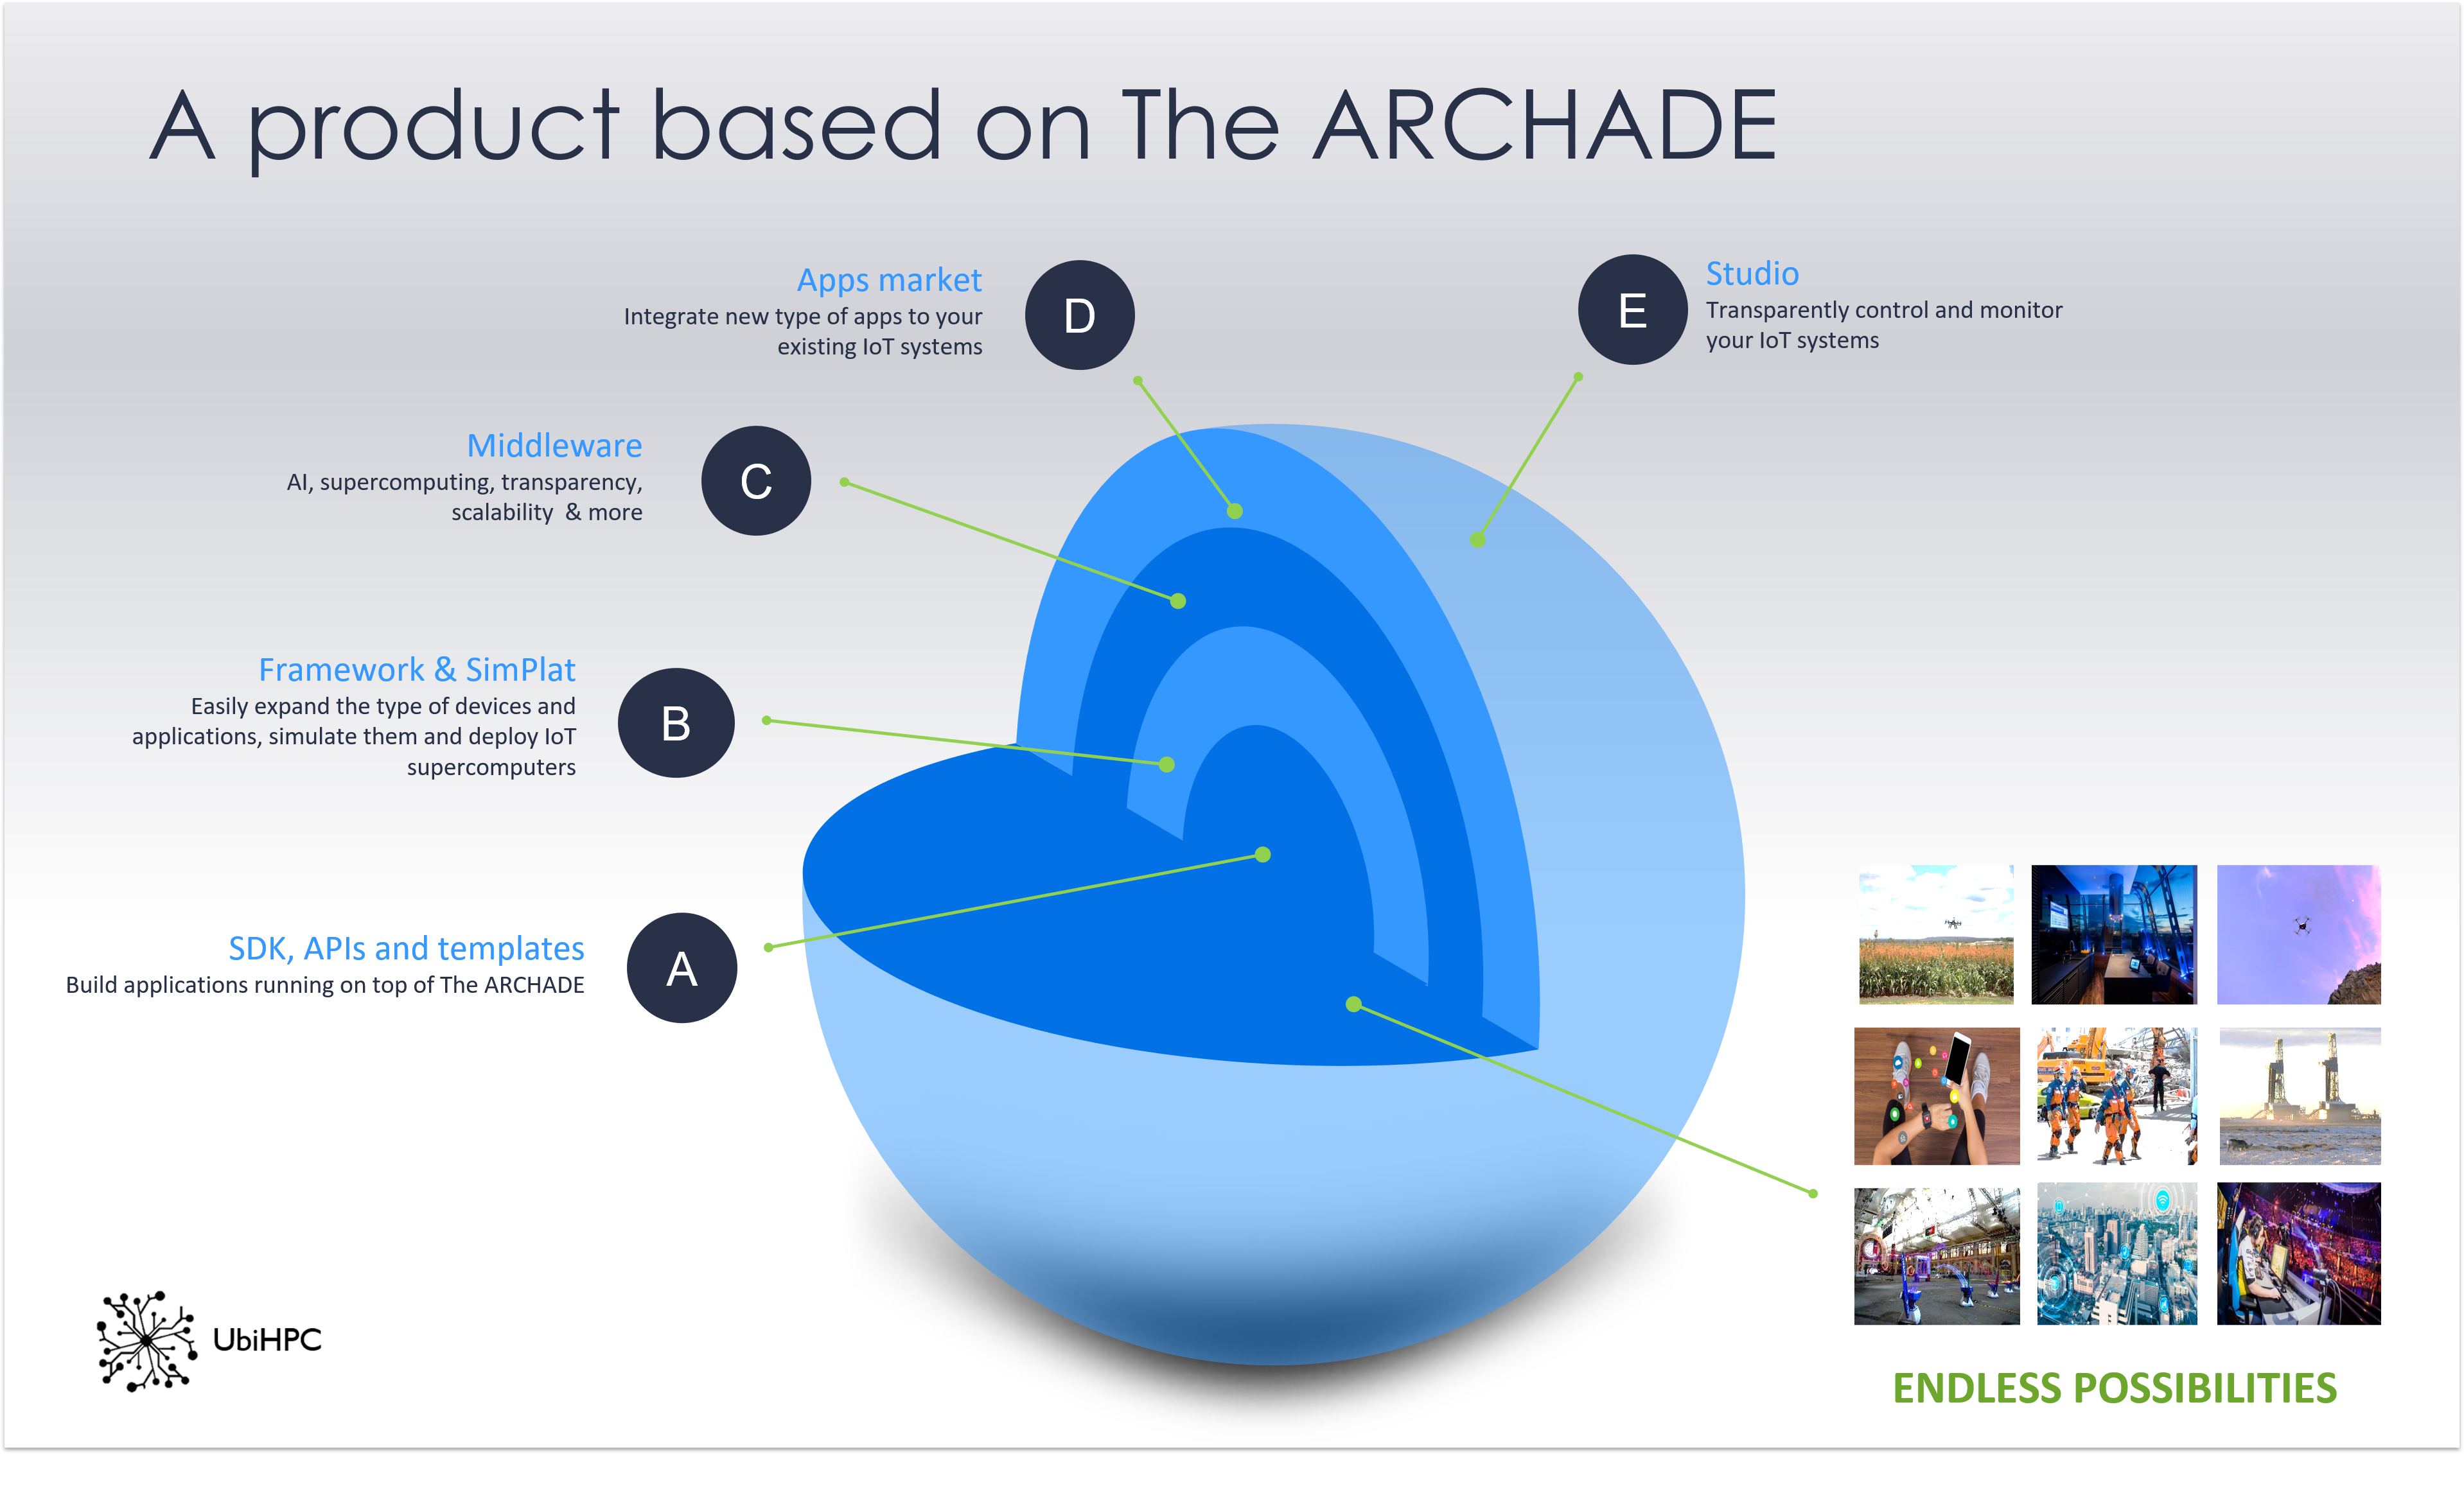 A product based on The ARCHADE
Apps market
Integrate new type of apps to your
existing IoT systems
D
E
Studio
Transparently control and monitor
your IoT systems
Middleware
AI, supercomputing, transparency,
scalability & more
C
Framework & SimPlat
Easily expand the type of devices and
applications, simulate them and deploy IoT
supercomputers
B
SDK, APIs and templates
Build applications running on top of The ARCHADE
A
UbiHPC
ENDLESS POSSIBILITIES